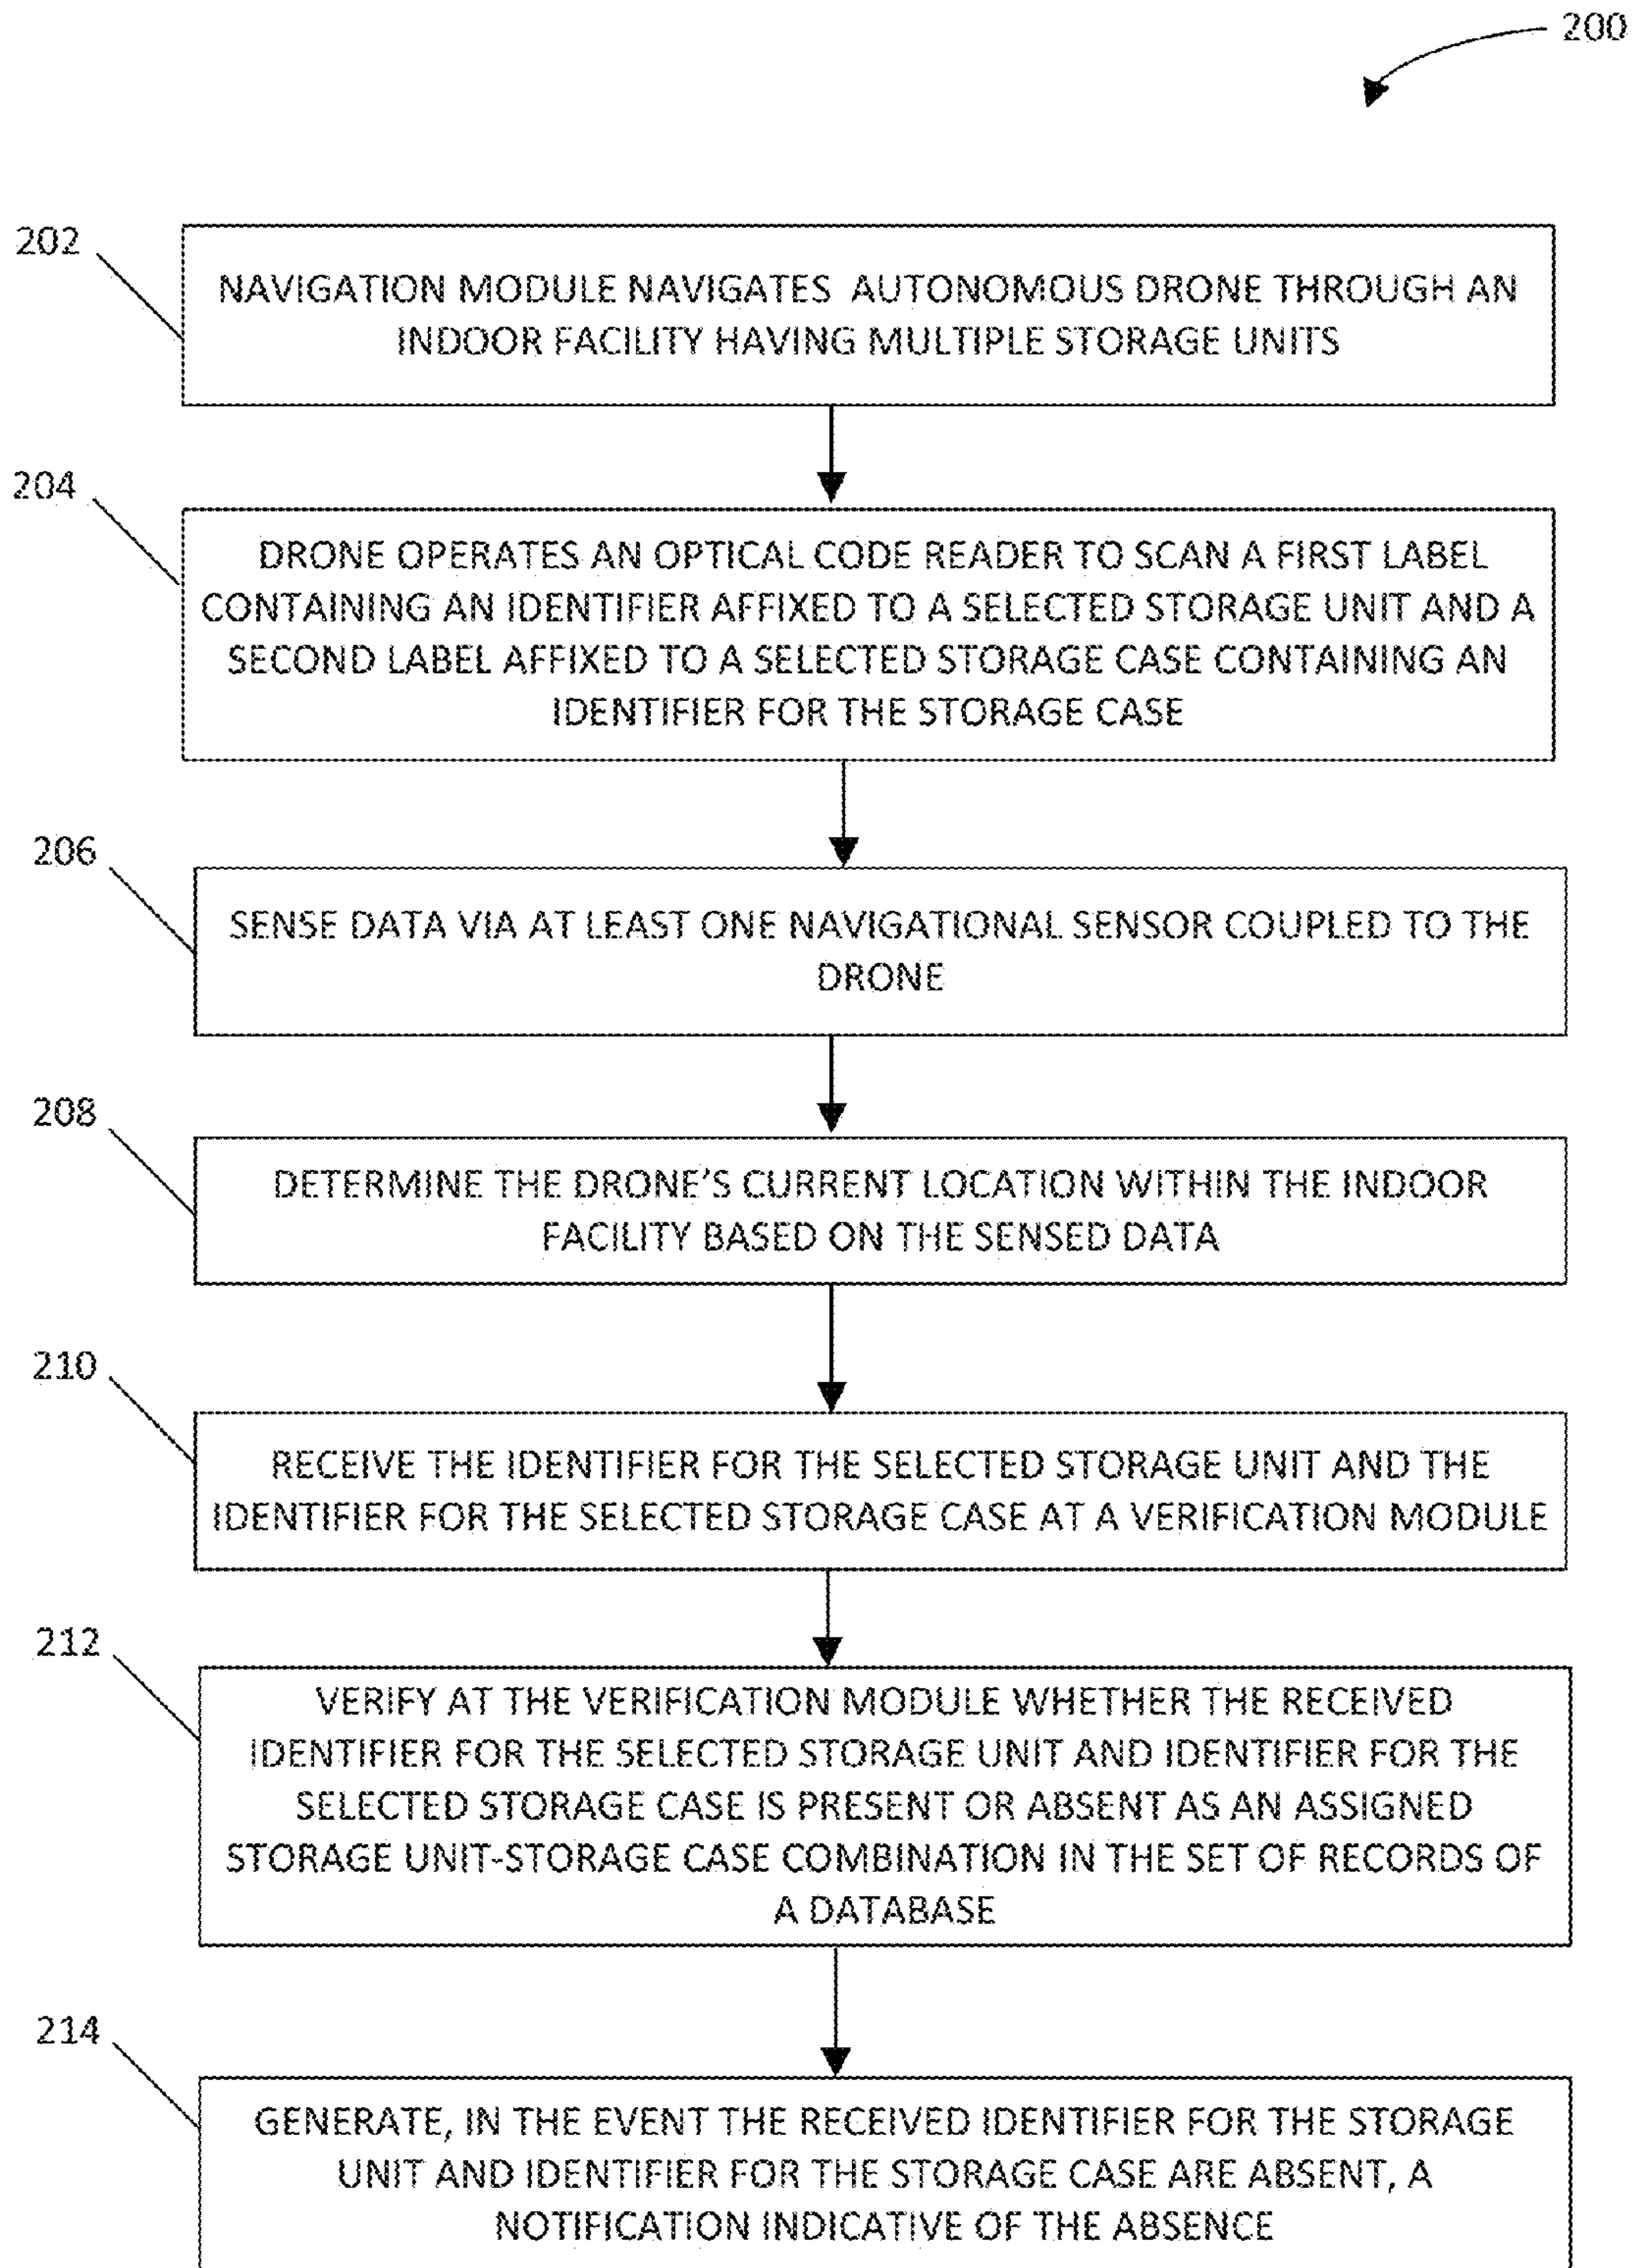 200
202
NAVIGATION MODULE NAVIGATES AUTONOMOUS DRONE THROUGH AN
INDOOR FACILITY HAVING MULTIPLE STORAGE UNITS
204
DRONE OPERATES AN OPTICAL CODE READER TO SCAN A FIRST LABEL
CONTAINING AN IDENTIFIER AFFIXED TO A SELECTED STORAGE UNIT AND A
SECOND LABEL AFFIXED TO A SELECTED STORAGE CASE CONTAINING AN
IDENTIFIER FOR THE STORAGE CASE
206
SENSE DATA VIA AT LEAST ONE NAVIGATIONAL SENSOR COUPLED TO THE
DRONE
208
DETERMINE THE DRONE'S CURRENT LOCATION WITHIN THE INDOOR
FACILITY BASED ON THE SENSED DATA
210
RECEIVE THE IDENTIFIER FOR THE SELECTED STORAGE UNIT AND THE
IDENTIFIER FOR THE SELECTED STORAGE CASE AT A VERIFICATION MODULE
212
VERIFY AT THE VERIFICATION MODULE WHETHER THE RECEIVED
IDENTIFIER FOR THE SELECTED STORAGE UNIT AND IDENTIFIER FOR THE
SELECTED STORAGE CASE IS PRESENT OR ABSENT AS AN ASSIGNED
STORAGE UNIT-STORAGE CASE COMBINATION IN THE SET OF RECORDS OF
A DATABASE
214
GENERATE, IN THE EVENT THE RECEIVED IDENTIFIER FOR THE STORAGE
UNIT AND IDENTIFIER FOR THE STORAGE CASE ARE ABSENT, A
NOTIFICATION INDICATIVE OF THE ABSENCE